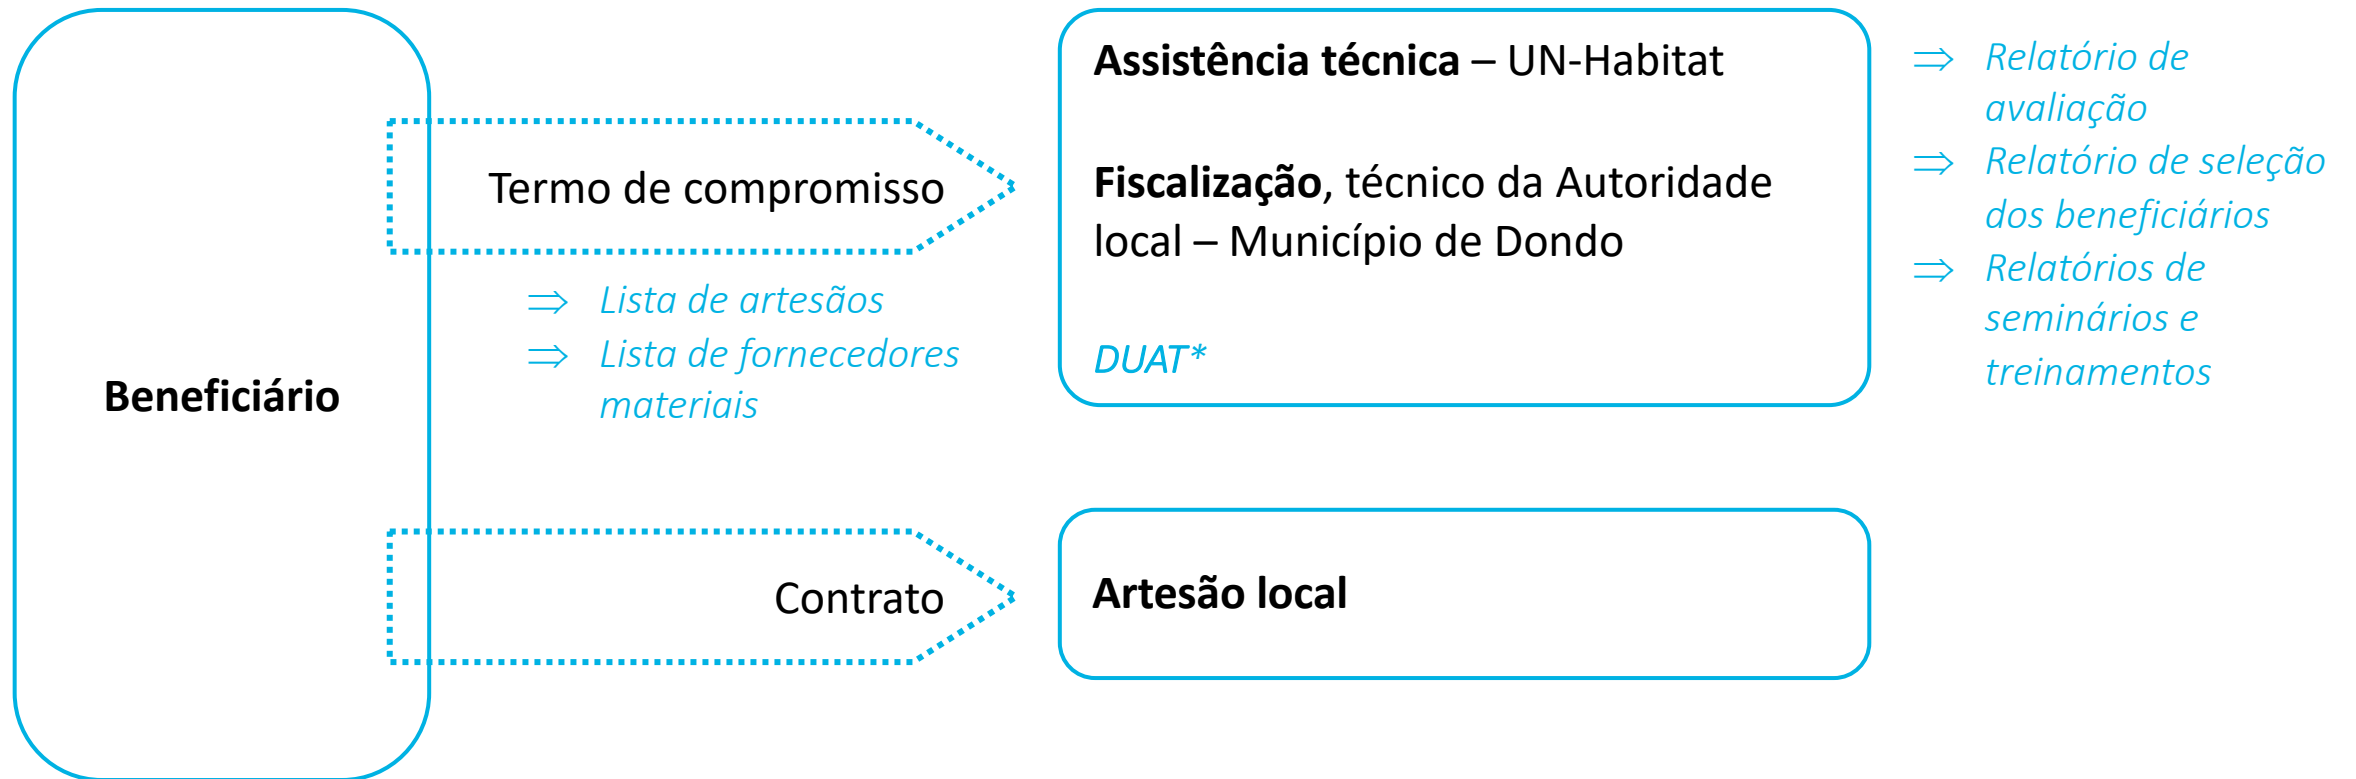 Beneficiário
Termo de compromisso
⇒ Lista de artesãos
⇒ Lista de fornecedores
materiais
Contrato
Assistência técnica – UN-Habitat
Fiscalização, técnico da Autoridade
local – Município de Dondo
DUAT*
Artesão local
⇒ Relatório de
avaliação
⇒ Relatório de seleção
dos beneficiários
⇒ Relatórios de
seminários e
treinamentos